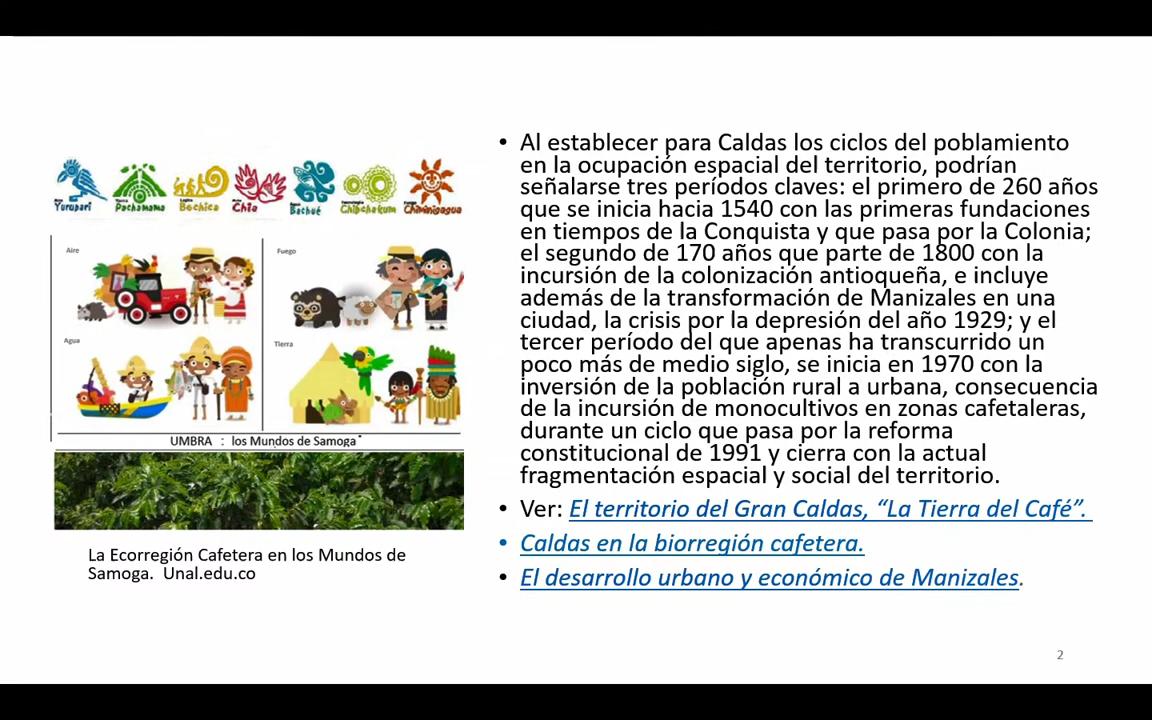 Yurupari
Pachamama
Bochica
Chía
Bachué
Chibchakum
Chiminigagua
Aire
Fuego
Agua
Tierra
UMBRA : los Mundos de Samoga
La Ecorregión Cafetera en los Mundos de
Samoga. Unal.edu.co
• Al establecer para Caldas los ciclos del poblamiento
en la ocupación espacial del territorio, podrían
señalarse tres períodos claves: el primero de 260 años
que se inicia hacia 1540 con las primeras fundaciones
en tiempos de la Conquista y que pasa por la Colonia;
el segundo de 170 años que parte de 1800 con la
incursión de la colonización antioqueña, e incluye
además de la transformación de Manizales en una
ciudad, la crisis por la depresión del año 1929; y el
tercer período del que apenas ha transcurrido un
poco más de medio siglo, se inicia en 1970 con la
inversión de la población rural a urbana, consecuencia
de la incursión de monocultivos en zonas cafetaleras,
durante un ciclo que pasa por la reforma
constitucional de 1991 y cierra con la actual
fragmentación espacial y social del territorio.
• Ver: El territorio del Gran Caldas, “La Tierra del Café”.
• Caldas en la biorregión cafetera.
• El desarrollo urbano y económico de Manizales.
2